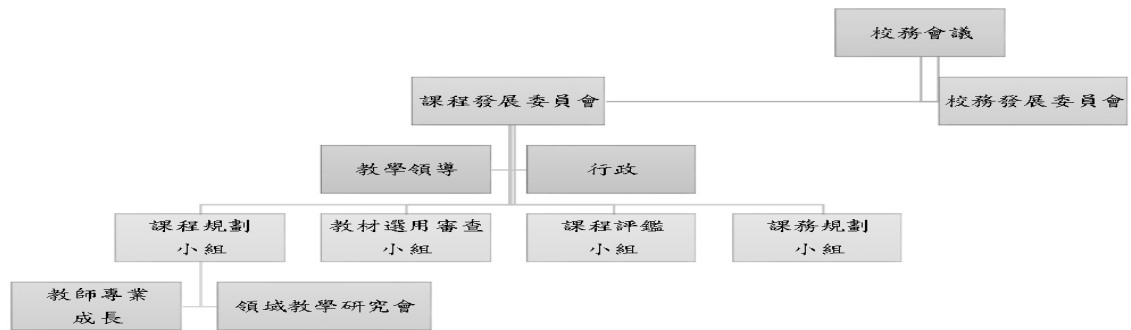 校務會議
課程發展委員會
校務發展委員會
教學領導
行政
課程規劃
小組
教材選用審查
小組
課程評鑑
小組
課務規劃
小組
教師專業
成長
領域教學研究會